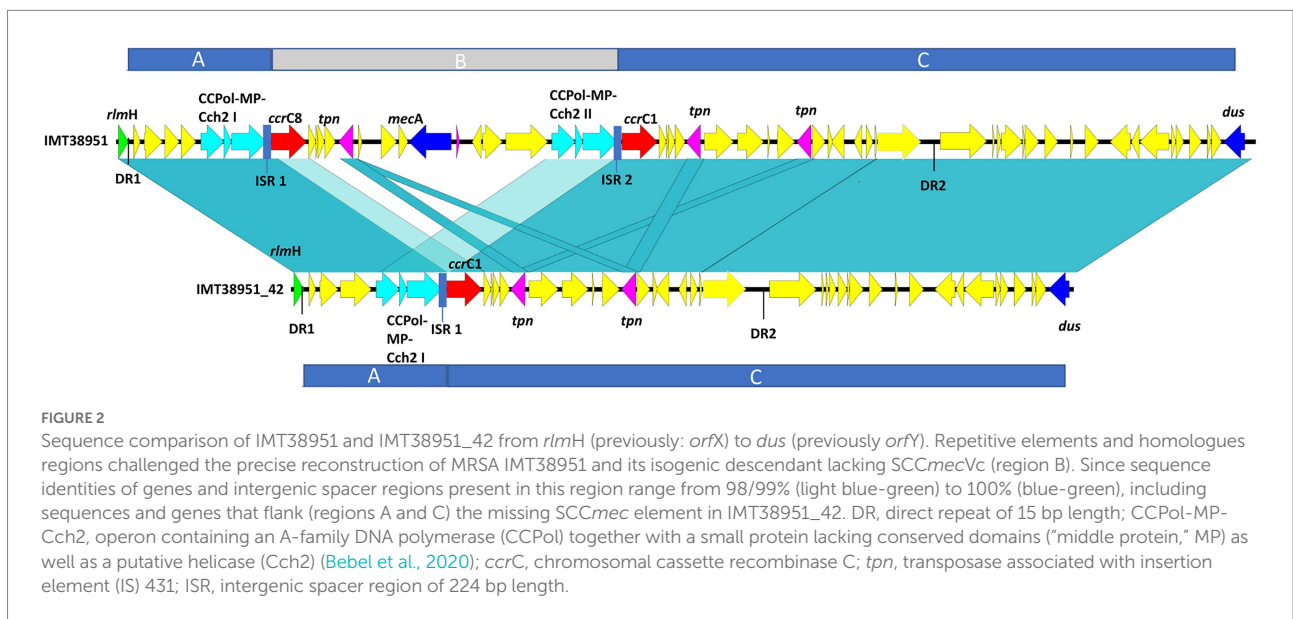 A B C
CCPol-MP-
Cch2 I
CCPol-MP-
Cch2 II
rlmH ccrC8 tpn mecA ccrC1 tpn tpn dus
IMT38951
DR1 ISR 1 ISR 2 DR2
rlmH ccrC1
IMT38951_42
DR1 CCPol-
MP-
Cch2 I
ISR 1 tpn tpn DR2 dus
A C
FIGURE 2
Sequence comparison of IMT38951 and IMT38951_42 from rlmH (previously: orfX) to dus (previously orfY). Repetitive elements and homologues
regions challenged the precise reconstruction of MRSA IMT38951 and its isogenic descendant lacking SCCmecVc (region B). Since sequence
identities of genes and intergenic spacer regions present in this region range from 98/99% (light blue-green) to 100% (blue-green), including
sequences and genes that flank (regions A and C) the missing SCCmec element in IMT38951_42. DR, direct repeat of 15 bp length; CCPol-MP-
Cch2, operon containing an A-family DNA polymerase (CCPol) together with a small protein lacking conserved domains (“middle protein,” MP) as
well as a putative helicase (Cch2) (Bebel et al., 2020); ccrC, chromosomal cassette recombinase C; tpn, transposase associated with insertion
element (IS) 431; ISR, intergenic spacer region of 224 bp length.